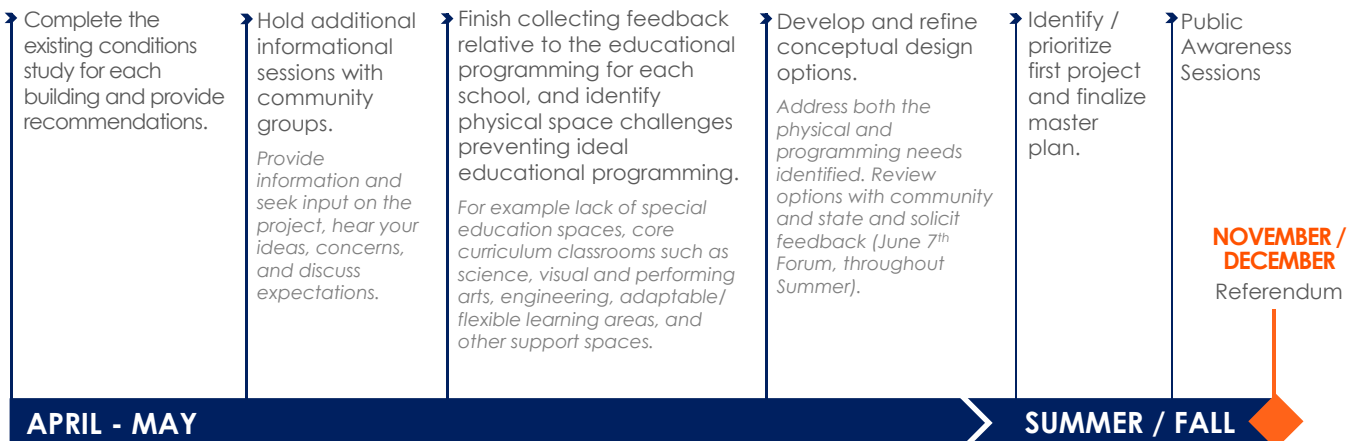 Complete the
existing conditions
study for each
building and provide
recommendations.
Hold additional
informational
sessions with
community
groups.
Provide
information and
seek input on the
project, hear your
ideas, concerns,
and discuss
expectations.
Finish collecting feedback
relative to the educational
programming for each
school, and identify
physical space challenges
preventing ideal
educational programming.
For example lack of special
education spaces, core
curriculum classrooms such as
science, visual and performing
arts, engineering, adaptable/
flexible learning areas, and
other support spaces.
Develop and refine
conceptual design
options.
Address both the
physical and
programming needs
identified. Review
options with community
and state and solicit
feedback (June 7th
Forum, throughout
Summer).
Identify /
prioritize
first project
and finalize
master
plan.
Public
Awareness
Sessions
NOVEMBER /
DECEMBER
Referendum
APRIL - MAY
SUMMER / FALL